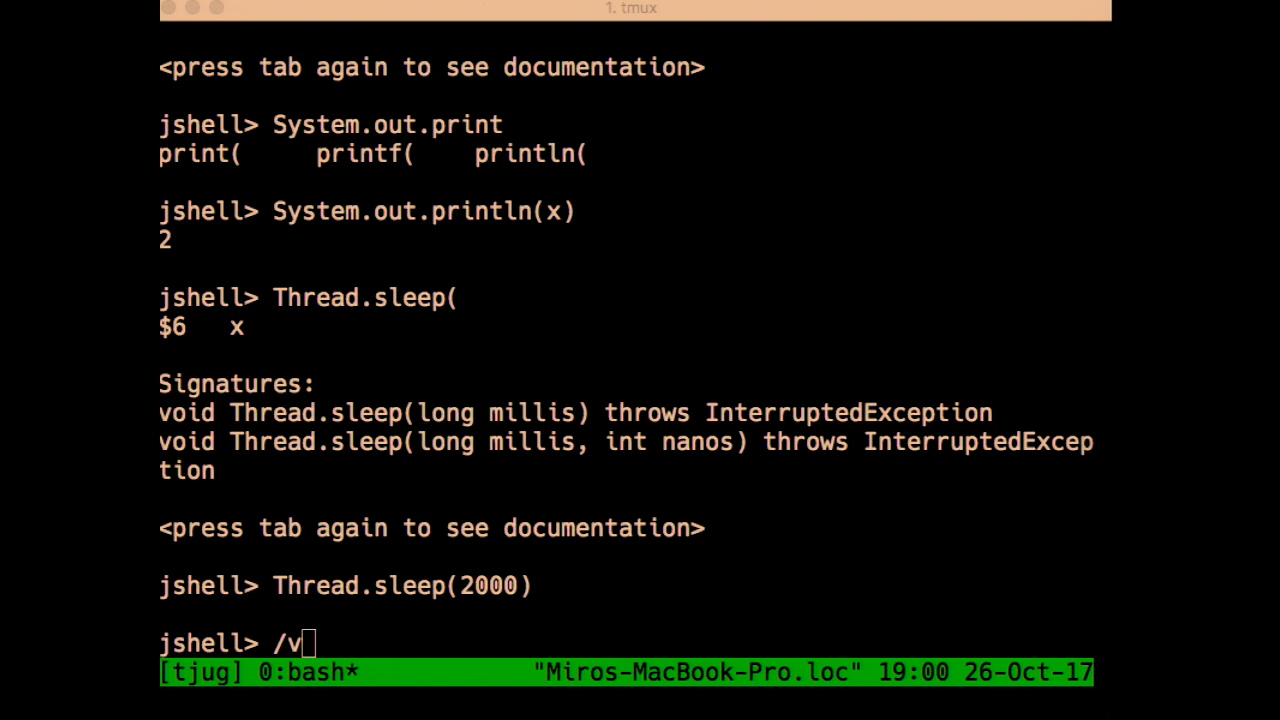 1. tmux
<press tab again to see documentation>
jshell> System.out.print
print(     printf(    println(
jshell> System.out.println(x)
2
jshell> Thread.sleep(
$6   x
Signatures:
void Thread.sleep(long millis) throws InterruptedException
void Thread.sleep(long millis, int nanos) throws InterruptedExcep
tion
<press tab again to see documentation>
jshell> Thread.sleep(2000)
jshell> /v
[tjug] 0:bash*            "Miros-MacBook-Pro.loc" 19:00 26-Oct-17